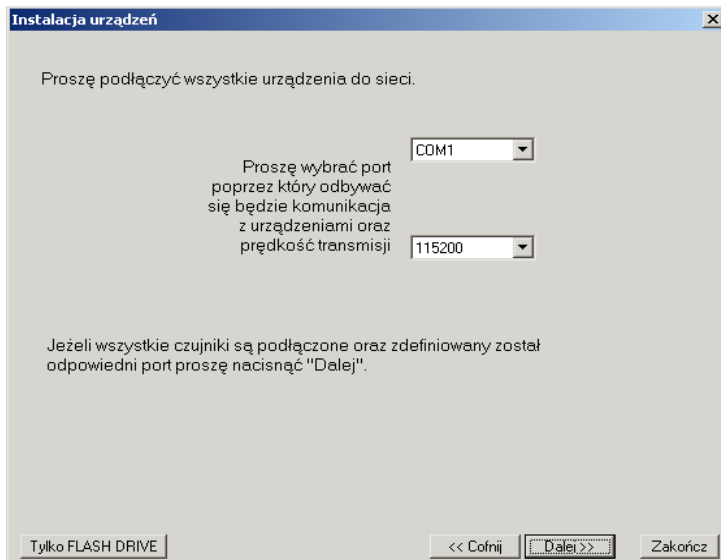 Instalacja urządzeń
Proszę podłączyć wszystkie urządzenia do sieci.
COM1
Proszę wybrać port
poprzez który odbywać
się będzie komunikacja
z urządzeniami oraz
prędkość transmisji
115200
Jeżeli wszystkie czujniki są podłączone oraz zdefiniowany został
odpowiedni port proszę nacisnąć "Dalej".
Tylko FLASH DRIVE
<< Cofnij
Dalej >>
Zakończ